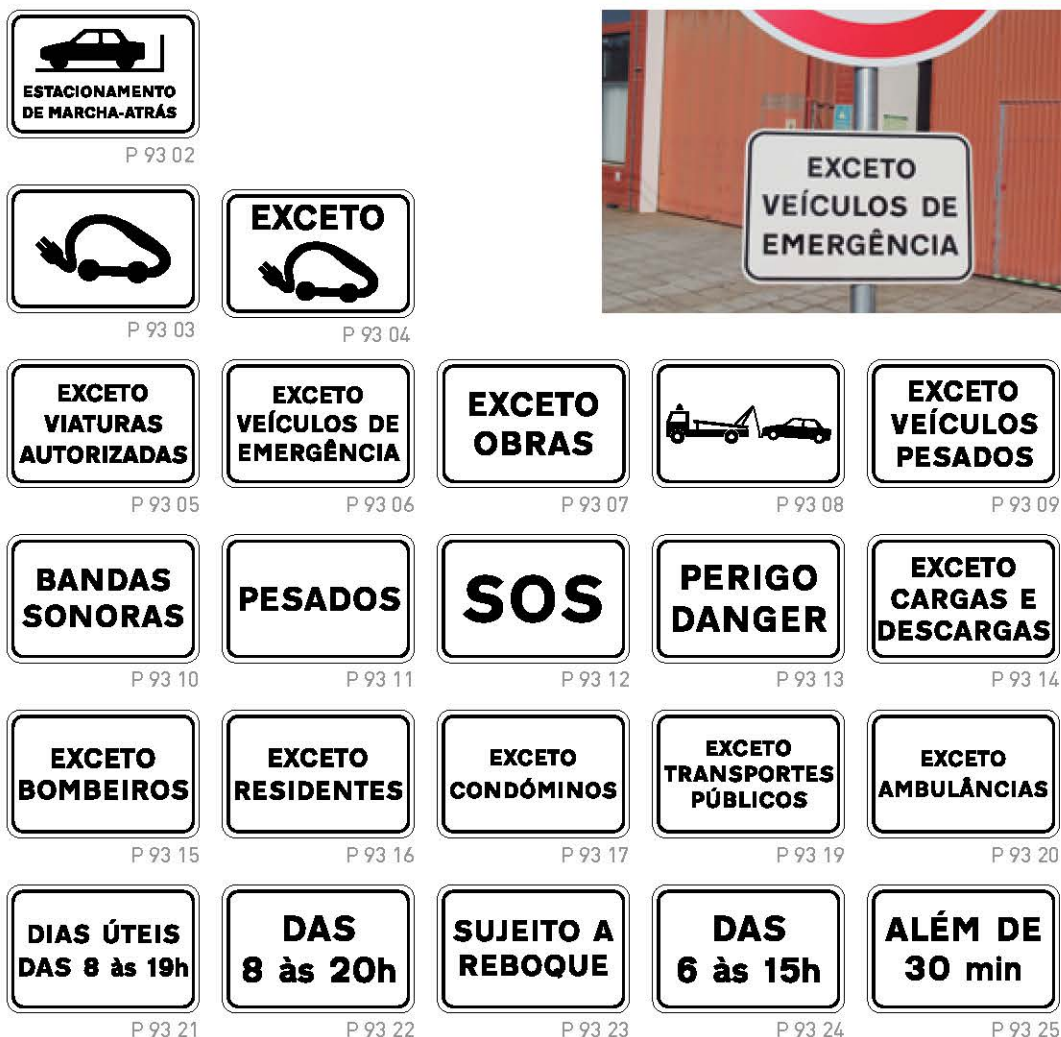 ESTACIONAMENTO
DE MARCHA-ATRÁS
P 93 02
EXCETO
VEÍCULOS DE
EMERGÊNCIA
P 93 03
EXCETO
P 93 04
EXCETO
VIATURAS
AUTORIZADAS
P 93 05
EXCETO
VEÍCULOS DE
EMERGÊNCIA
P 93 06
EXCETO
OBRAS
P 93 07
P 93 08
EXCETO
VEÍCULOS
PESADOS
P 93 09
BANDAS
SONORAS
P 93 10
PESADOS
P 93 11
SOS
P 93 12
PERIGO
DANGER
P 93 13
EXCETO
CARGAS E
DESCARGAS
P 93 14
EXCETO
BOMBEIROS
P 93 15
EXCETO
RESIDENTES
P 93 16
EXCETO
CONDÓMINOS
P 93 17
EXCETO
TRANSPORTES
PÚBLICOS
P 93 19
EXCETO
AMBULÂNCIAS
P 93 20
DIAS ÚTEIS
DAS 8 às 19h
P 93 21
DAS
8 às 20h
P 93 22
SUJEITO A
REBOQUE
P 93 23
DAS
6 às 15h
P 93 24
ALÉM DE
30 min
P 93 25